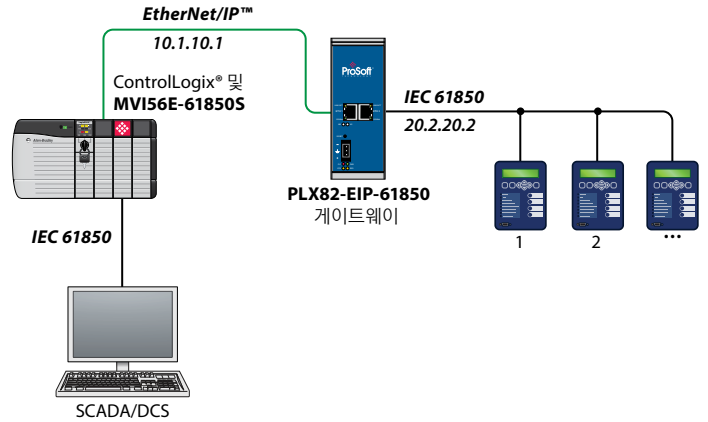 EtherNet/IP™
10.1.10.1
ControlLogix® 및
MVI56E-61850S
ProSoft
IEC 61850
20.2.20.2
PLX82-EIP-61850
게이트웨이
1
2
...
IEC 61850
SCADA/DCS